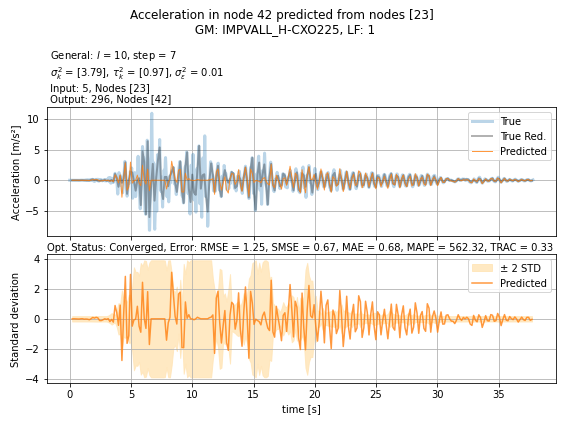 Acceleration in node 42 predicted from nodes [23]
GM: IMPVALL_H-CXO225, LF: 1
General: l = 10, step = 7
σ²ₖ = [3.79], τ²ₖ = [0.97], σ²ε = 0.01
Input: 5, Nodes [23]
Output: 296, Nodes [42]
Acceleration [m/s²]
10
5
0
−5
True
True Red.
Predicted
Opt. Status: Converged, Error: RMSE = 1.25, SMSE = 0.67, MAE = 0.68, MAPE = 562.32, TRAC = 0.33
Standard deviation
4
2
0
−2
−4
± 2 STD
Predicted
0 5 10 15 20 25 30 35
time [s]